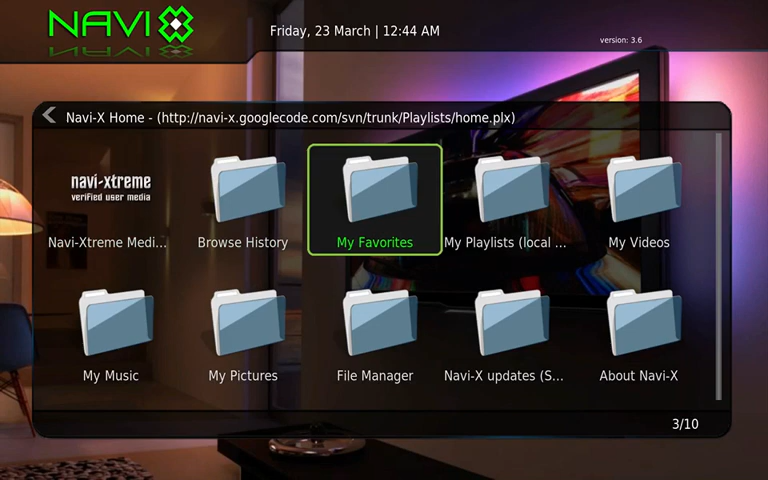 NAVI X
Friday, 23 March | 12:44 AM
version: 3.6
Navi-X Home - (http://navi-x.googlecode.com/svn/trunk/Playlists/home.plx)
navi-xtreme
verified user media
Navi-Xtreme Medi...
Browse History
My Favorites
My Playlists (local ...
My Videos
My Music
My Pictures
File Manager
Navi-X updates (S...
About Navi-X
3/10